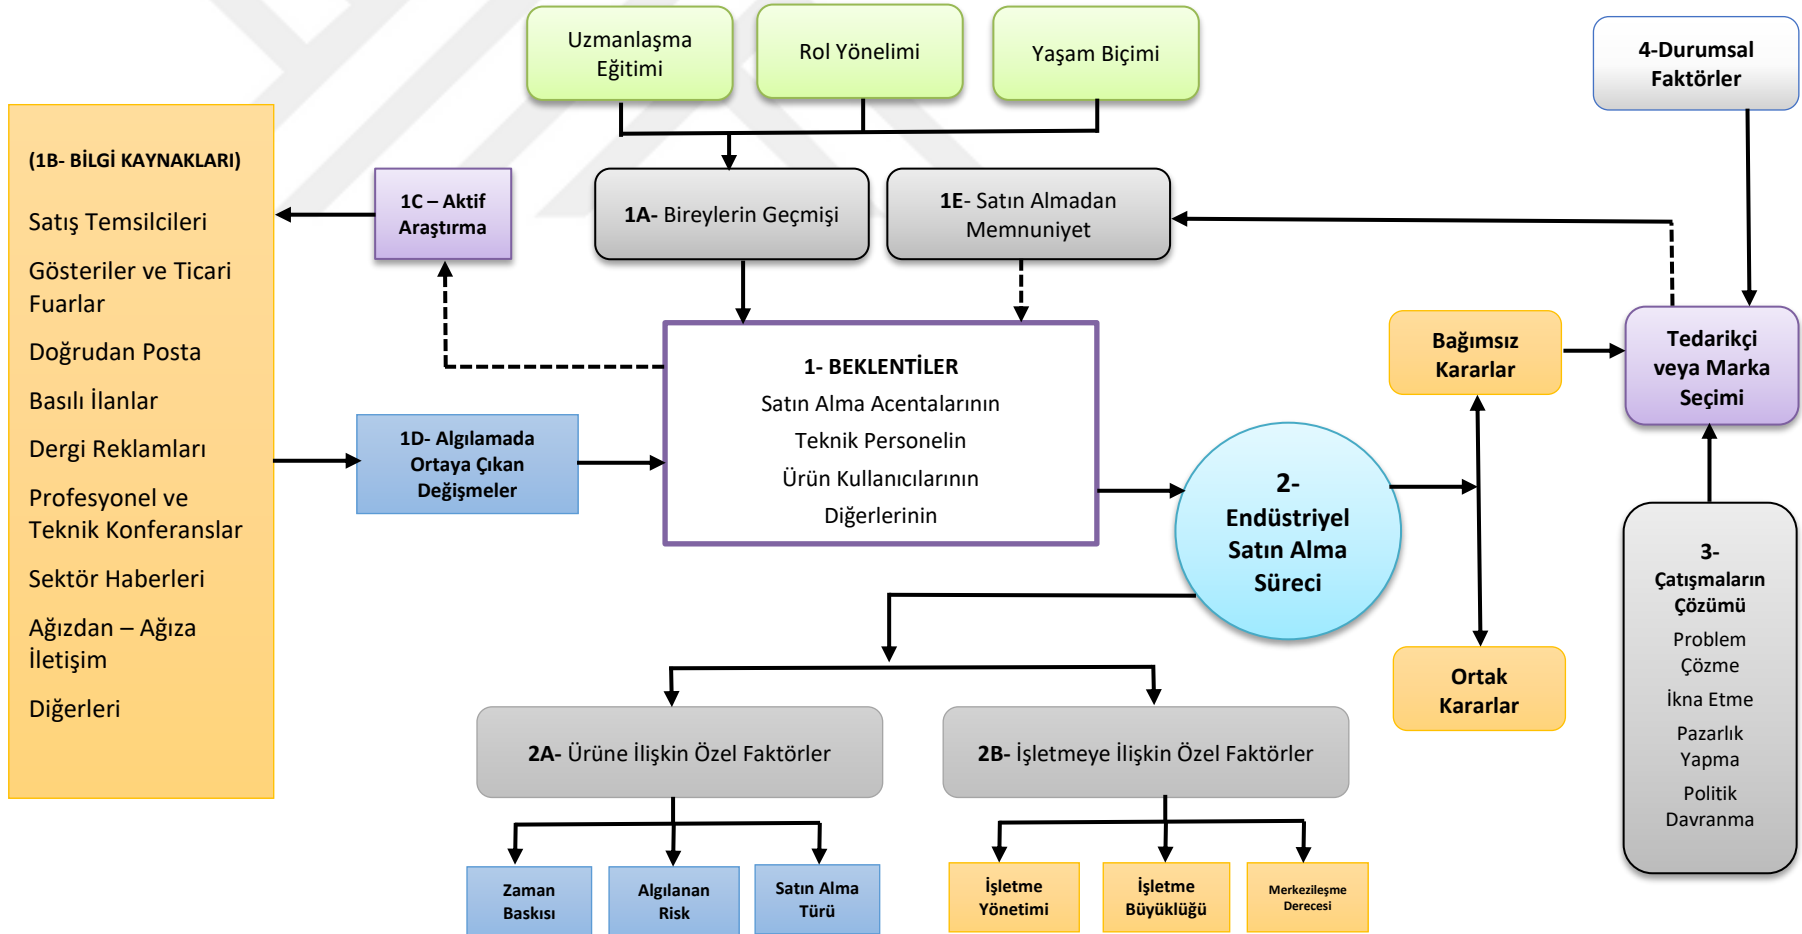 Uzmanlaşma
Eğitimi
Rol Yönelimi
Yaşam Biçimi
4-Durumsal
Faktörler
(1B- BİLGİ KAYNAKLARI)
Satış Temsilcileri
Gösteriler ve Ticari
Fuarlar
Doğrudan Posta
Basılı İlanlar
Dergi Reklamları
Profesyonel ve
Teknik Konferanslar
Sektör Haberleri
Ağızdan – Ağıza
İletişim
Diğerleri
1C – Aktif
Araştırma
1A- Bireylerin Geçmişi
1E- Satın Almadan
Memnuniyet
1D- Algılamada
Ortaya Çıkan
Değişmeler
1- BEKLENTİLER
Satın Alma Acentalarının
Teknik Personelin
Ürün Kullanıcılarının
Diğerlerinin
2-
Endüstriyel
Satın Alma
Süreci
Bağımsız
Kararlar
Ortak
Kararlar
Tedarikçi
veya Marka
Seçimi
3-
Çatışmaların
Çözümü
Problem
Çözme
İkna Etme
Pazarlık
Yapma
Politik
Davranma
2A- Ürüne İlişkin Özel Faktörler
2B- İşletmeye İlişkin Özel Faktörler
Zaman
Baskısı
Algılanan
Risk
Satın Alma
Türü
İşletme
Yönetimi
İşletme
Büyüklüğü
Merkezileşme
Derecesi